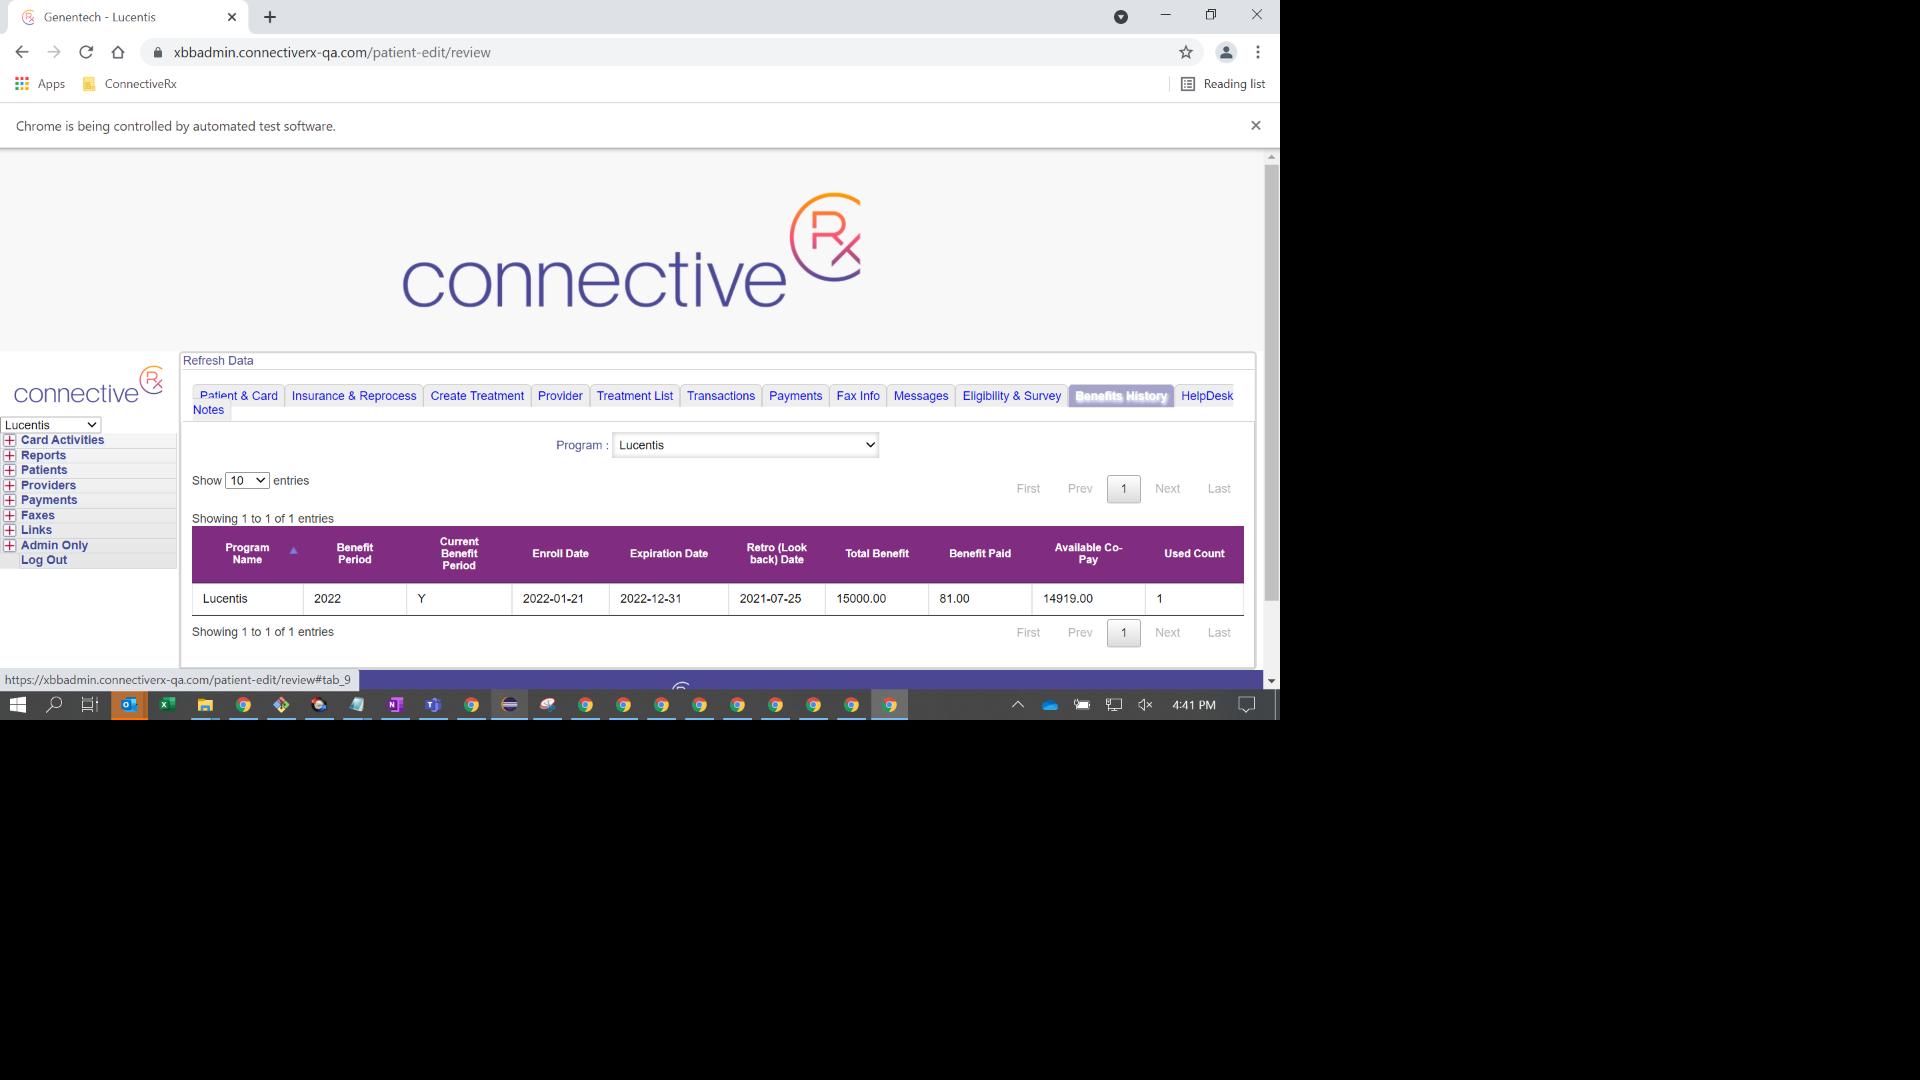 Genentech - Lucentis
xbbadmin.connectiverx-qa.com/patient-edit/review
Apps ConnectiveRx Reading list
Chrome is being controlled by automated test software.
connective Rx
connective Rx
Refresh Data
Patient & Card Insurance & Reprocess Create Treatment Provider Treatment List Transactions Payments Fax Info Messages Eligibility & Survey Benefits History HelpDesk
Notes
Lucentis
Card Activities
Reports
Patients
Providers
Payments
Faxes
Links
Admin Only
Log Out
Program : Lucentis
Show 10 entries
First Prev 1 Next Last
Showing 1 to 1 of 1 entries
Program Name Benefit Period Current Benefit Period Enroll Date Expiration Date Retro (Look back) Date Total Benefit Benefit Paid Available Co-Pay Used Count
Lucentis 2022 Y 2022-01-21 2022-12-31 2021-07-25 15000.00 81.00 14919.00 1
Showing 1 to 1 of 1 entries
First Prev 1 Next Last
https://xbbadmin.connectiverx-qa.com/patient-edit/review#tab_9
4:41 PM